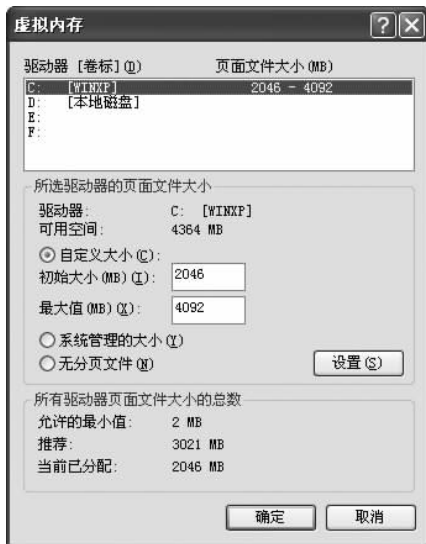 虚拟内存
驱动器 [卷标](D) 页面文件大小(MB)
C: [WINXP] 2046 - 4092
D: [本地磁盘]
E:
F:
所选驱动器的页面文件大小
驱动器: C: [WINXP]
可用空间: 4364 MB
自定义大小(C):
初始大小(MB)(I): 2046
最大值(MB)(X): 4092
系统管理的大小(Y)
无分页文件(N)
设置(S)
所有驱动器页面文件大小的总数
允许的最小值: 2 MB
推荐: 3021 MB
当前已分配: 2046 MB
确定 取消